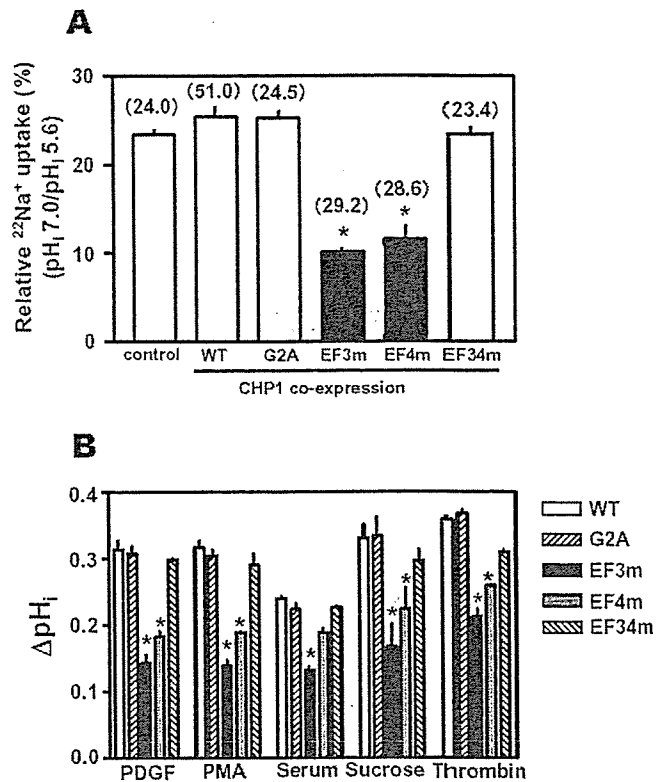 A
Relative ²²Na⁺ uptake (%)
(pHᵢ 7.0/pHᵢ 5.6)
30
20
10
0
(24.0)
(51.0)
(24.5)
(29.2)
*
(28.6)
*
(23.4)
control
WT
G2A
EF3m
EF4m
EF34m
CHP1 co-expression
B
ΔpHᵢ
0.4
0.3
0.2
0.1
0.0
* *
* *
*
* *
* *
PDGF
PMA
Serum
Sucrose
Thrombin
WT
G2A
EF3m
EF4m
EF34m